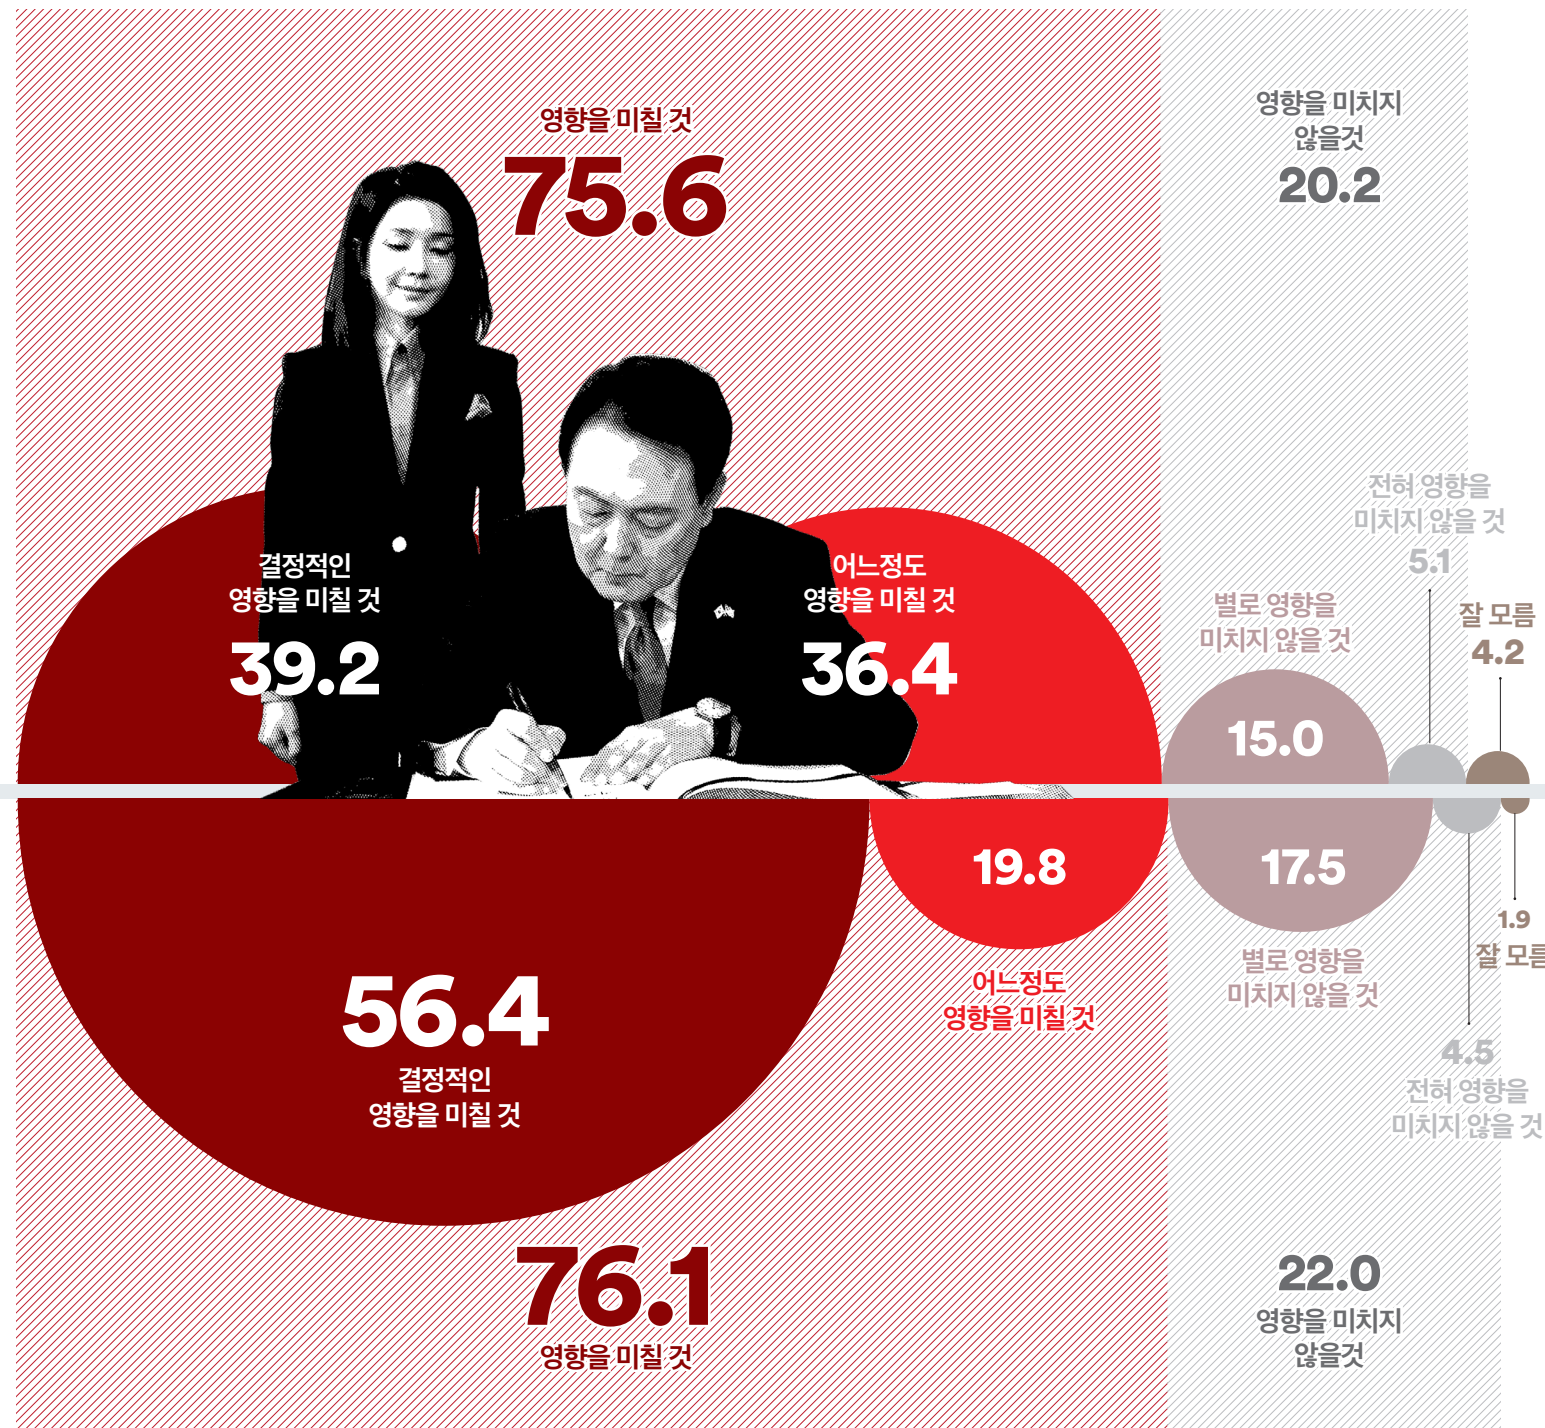 영향을 미칠 것
75.6
영향을 미치지
않을것
20.2
결정적인
영향을 미칠 것
39.2
어느정도
영향을 미칠 것
36.4
별로 영향을
미치지 않을 것
15.0
전혀 영향을
미치지 않을 것
5.1
잘 모름
4.2
56.4
결정적인
영향을 미칠 것
19.8
어느정도
영향을 미칠 것
17.5
별로 영향을
미치지 않을 것
4.5
전혀 영향을
미치지 않을 것
1.9
잘 모름
76.1
영향을 미칠 것
22.0
영향을 미치지
않을것